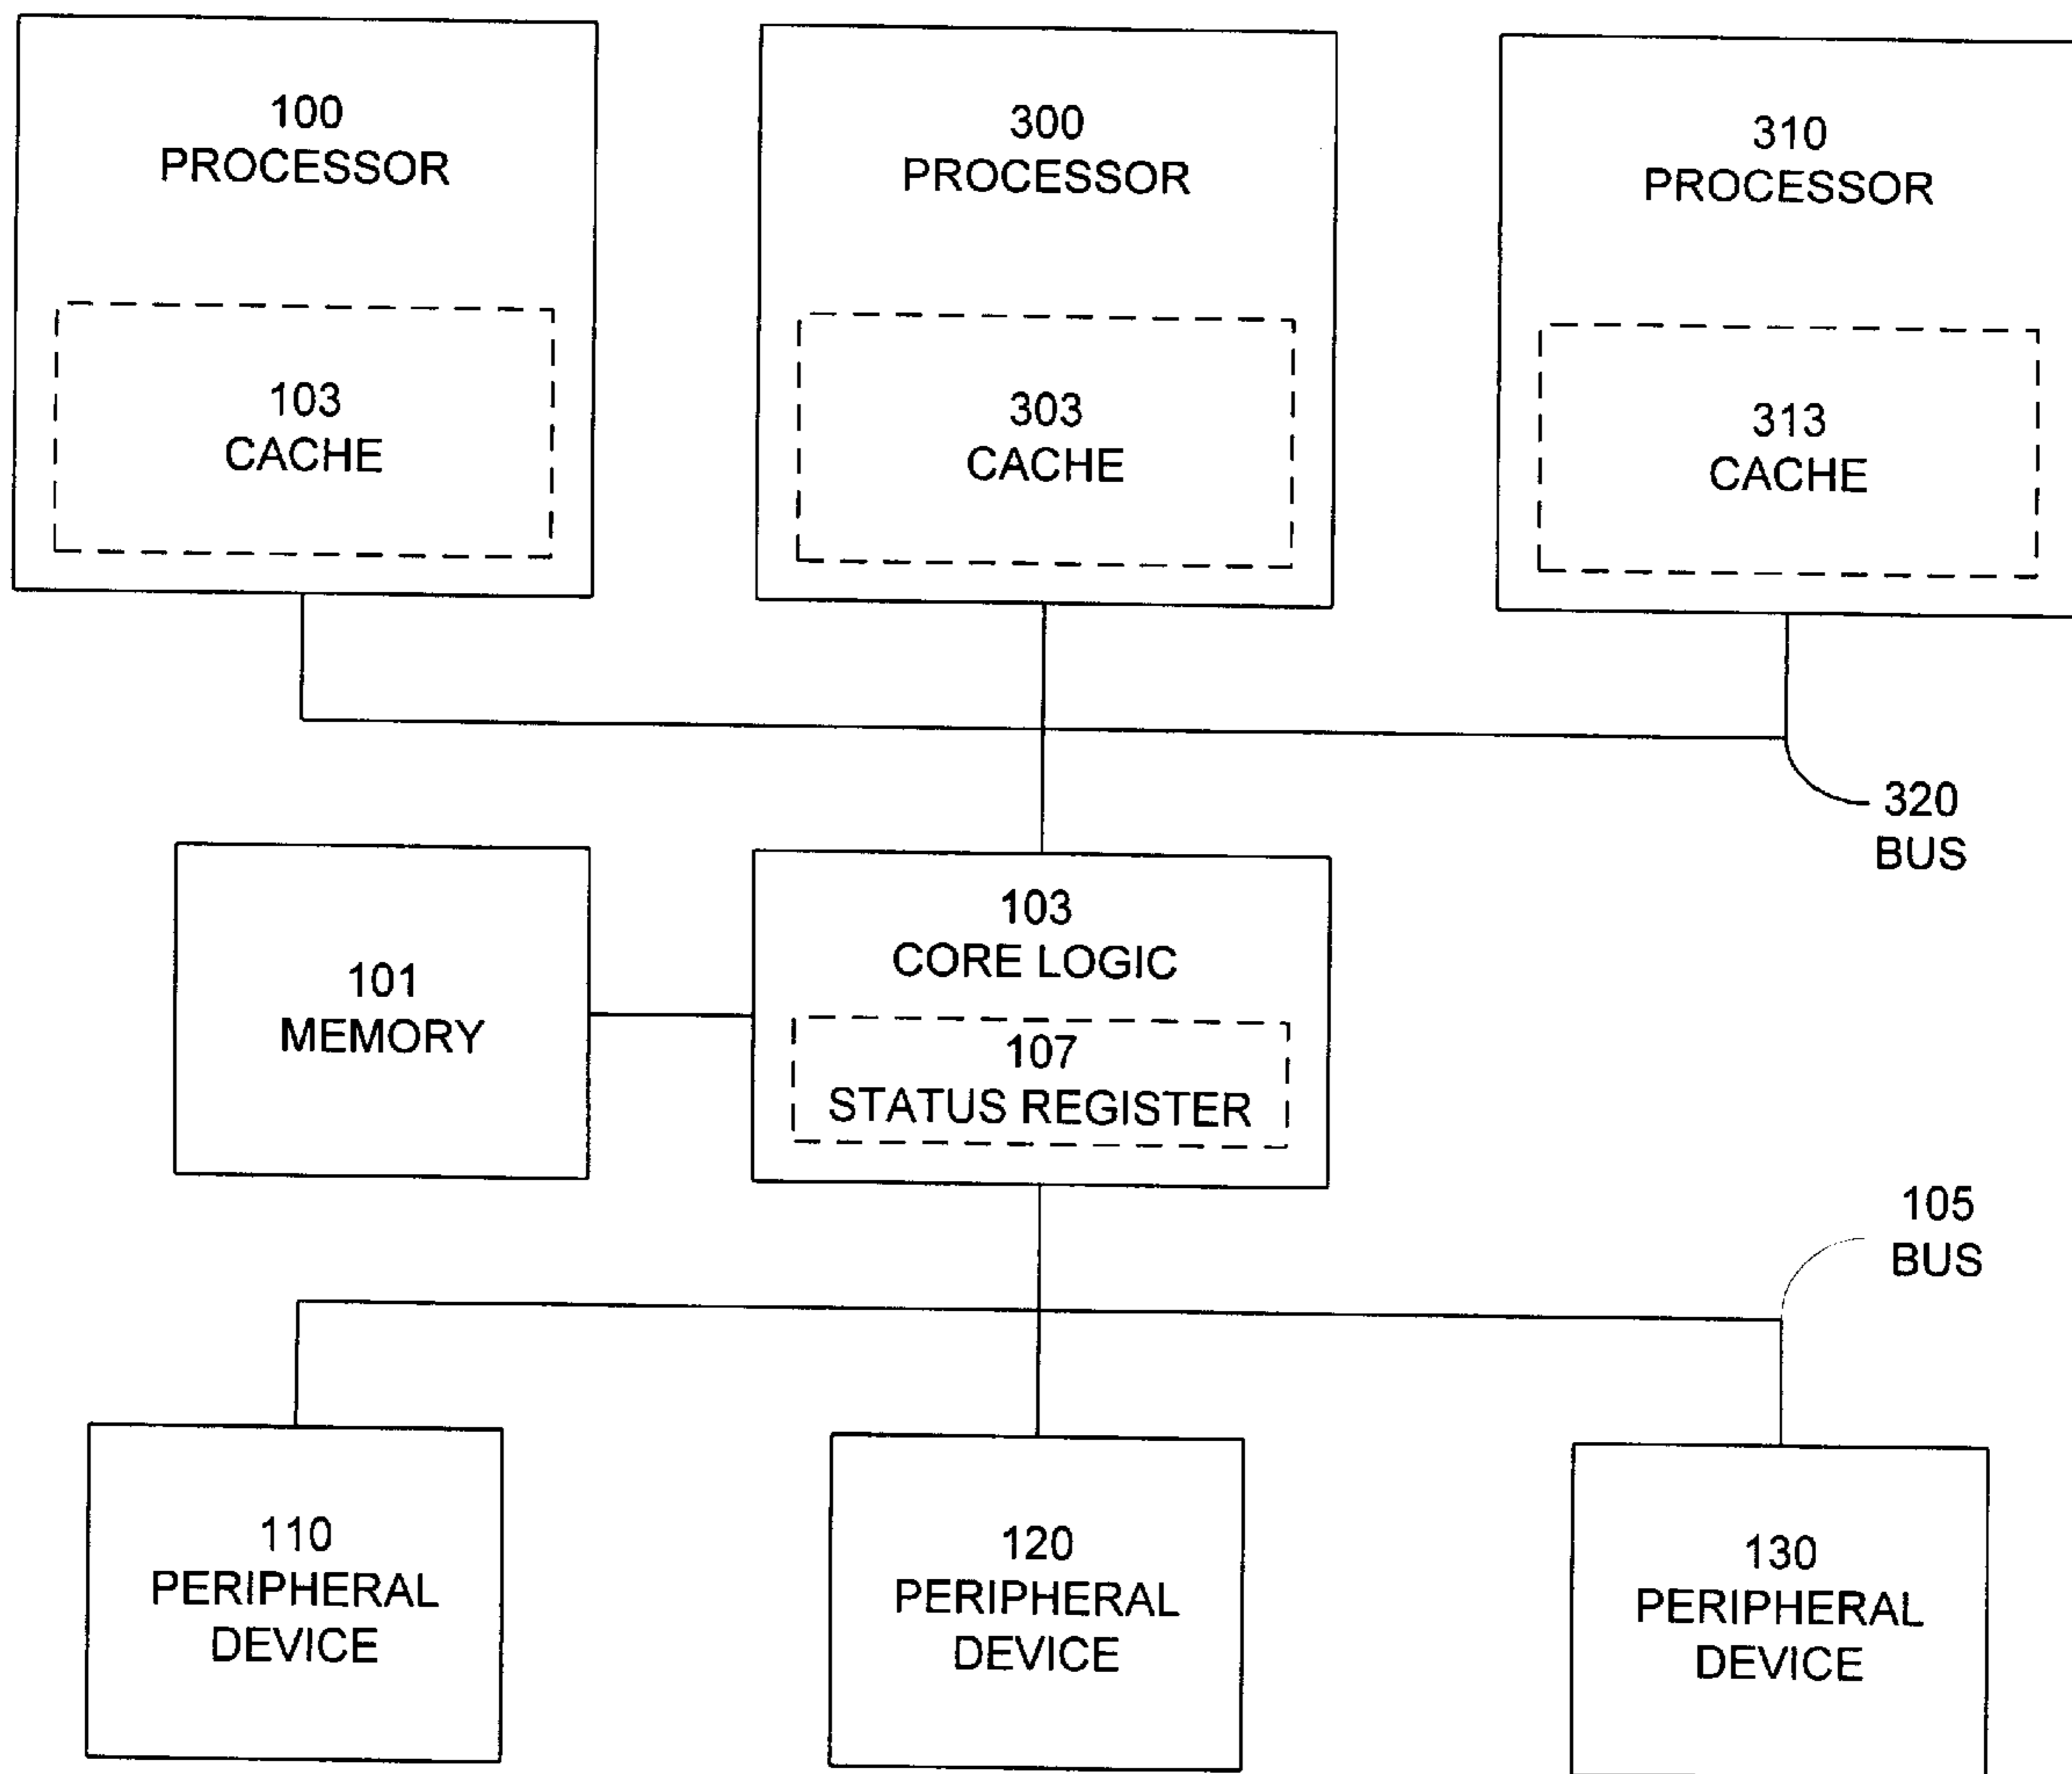 100
PROCESSOR
300
PROCESSOR
310
PROCESSOR
103
CACHE
303
CACHE
313
CACHE
320
BUS
103
CORE LOGIC
101
MEMORY
107
STATUS REGISTER
105
BUS
110
PERIPHERAL
DEVICE
120
PERIPHERAL
DEVICE
130
PERIPHERAL
DEVICE